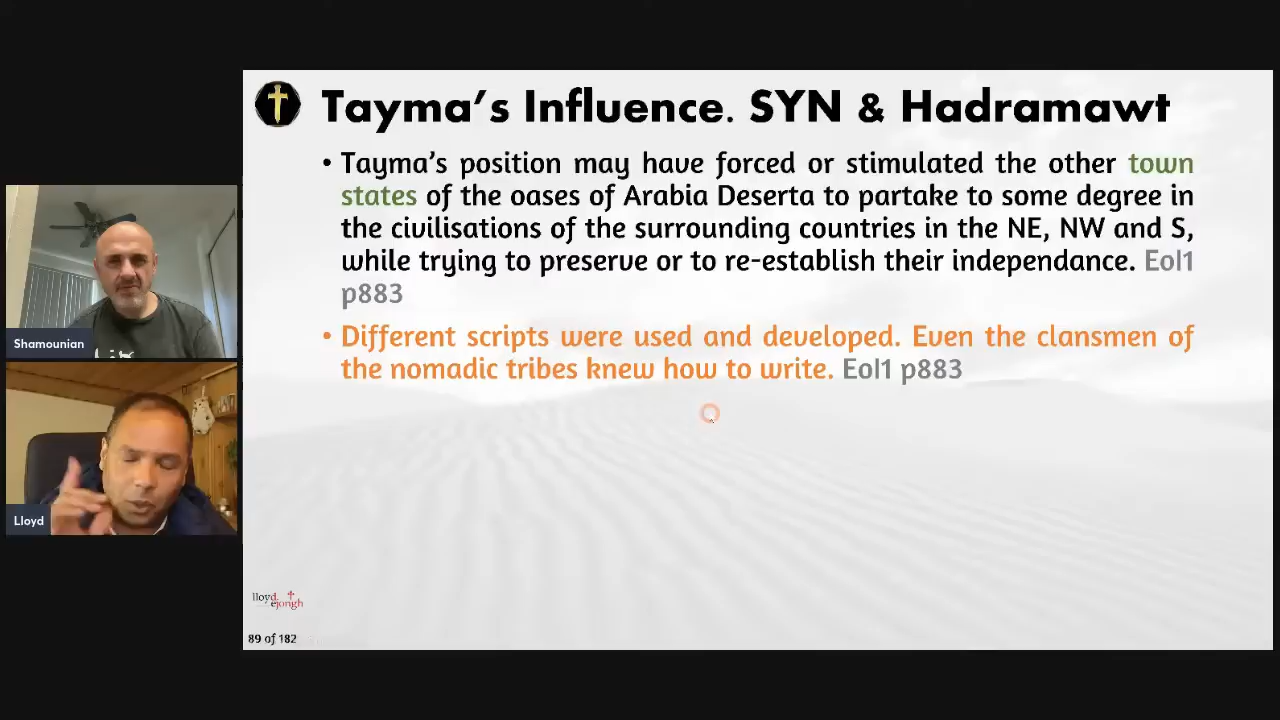 Tayma's Influence. SYN & Hadramawt
• Tayma's position may have forced or stimulated the other town
states of the oases of Arabia Deserta to partake to some degree in
the civilisations of the surrounding countries in the NE, NW and S,
while trying to preserve or to re-establish their independance. EoI1
p883
• Different scripts were used and developed. Even the clansmen of
the nomadic tribes knew how to write. EoI1 p883
Shamounian
Lloyd
lloyd
ejongh
89 of 182